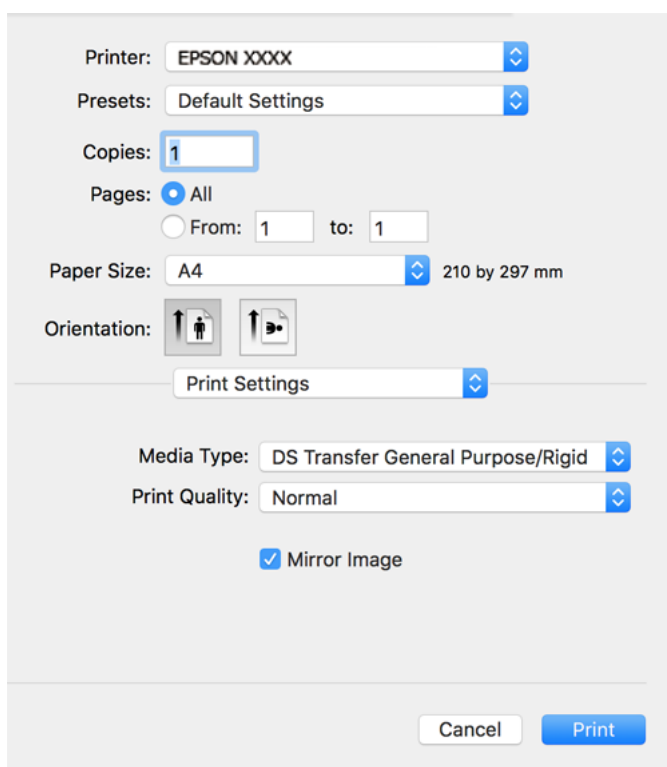 Printer: EPSON XXXX
Presets: Default Settings
Copies: 1
Pages: All
From: 1 to: 1
Paper Size: A4 210 by 297 mm
Orientation:
Print Settings
Media Type: DS Transfer General Purpose/Rigid
Print Quality: Normal
Mirror Image
Cancel Print